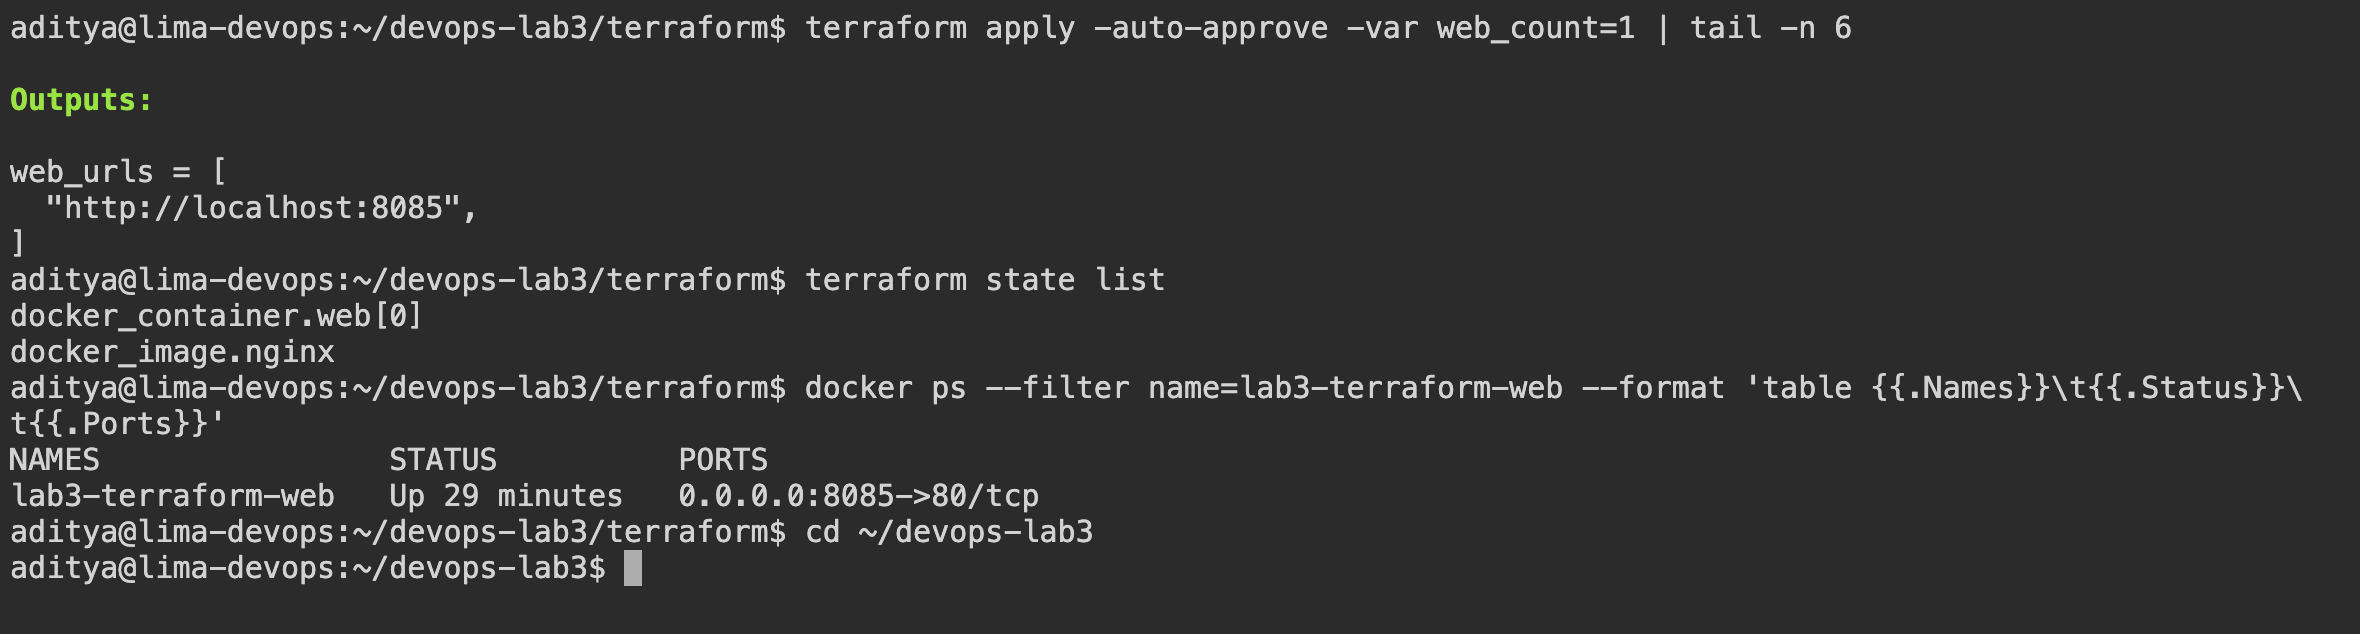 aditya@lima-devops:~/devops-lab3/terraform$ terraform apply -auto-approve -var web_count=1 | tail -n 6
Outputs:
web_urls = [
  "http://localhost:8085",
]
aditya@lima-devops:~/devops-lab3/terraform$ terraform state list
docker_container.web[0]
docker_image.nginx
aditya@lima-devops:~/devops-lab3/terraform$ docker ps --filter name=lab3-terraform-web --format 'table {{.Names}}\t{{.Status}}\
t{{.Ports}}'
NAMES                STATUS          PORTS
lab3-terraform-web   Up 29 minutes   0.0.0.0:8085->80/tcp
aditya@lima-devops:~/devops-lab3/terraform$ cd ~/devops-lab3
aditya@lima-devops:~/devops-lab3$